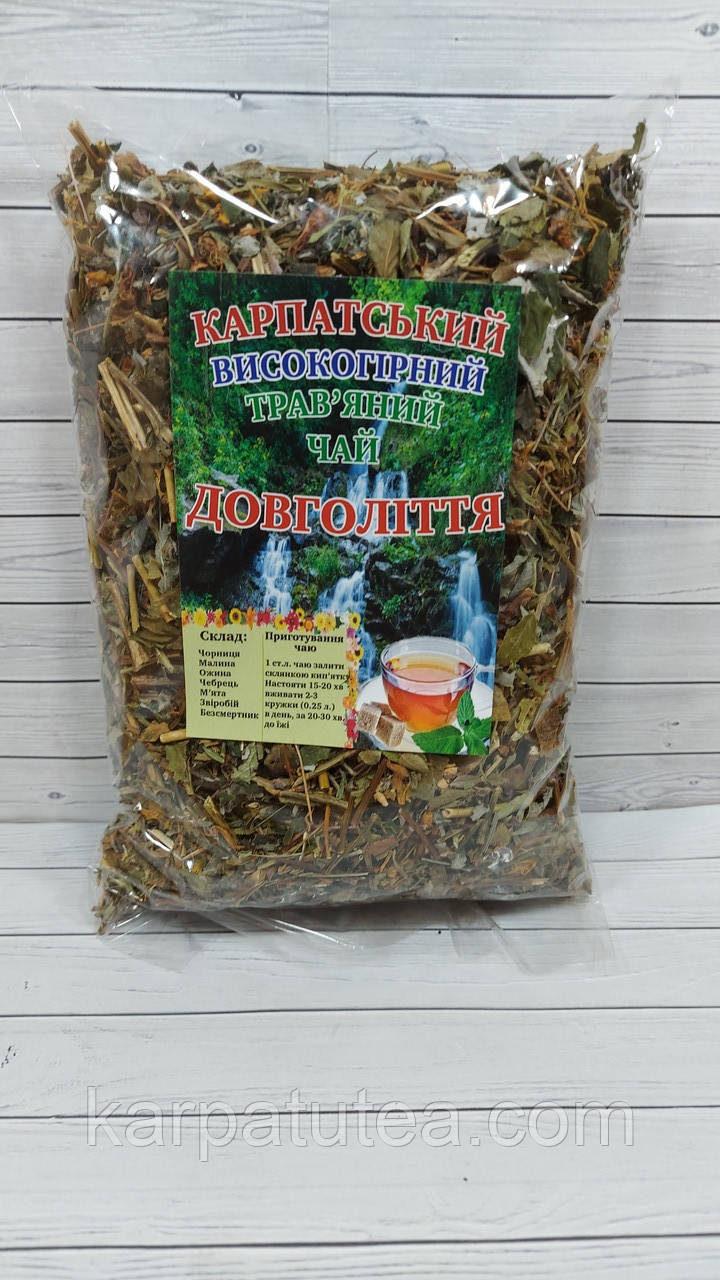 КАРПАТСЬКИЙ
ВИСОКОГІРНИЙ
ТРАВ’ЯНИЙ
ЧАЙ
ДОВГОЛІТТЯ
Склад:
Чорниця
Малина
Ожина
Чебрець
М’ята
Звіробій
Безсмертник
Приготування
чаю
1 ст.л. чаю залити
склянкою кип'ятку
Настояти 15-20 хв
вживати 2-3
кружки (0.25 л.)
в день, за 20-30 хв.
до їжі
karpatutea.com